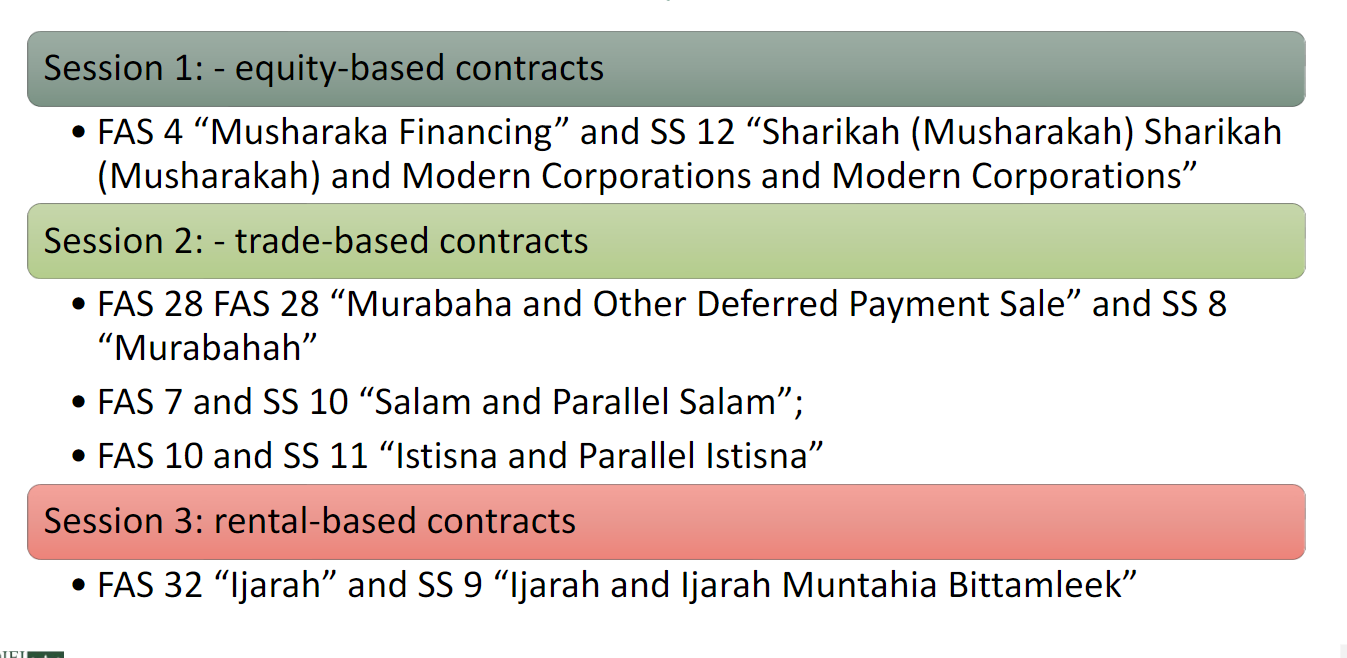 Session 1: - equity-based contracts
• FAS 4 “Musharaka Financing” and SS 12 “Sharikah (Musharakah) Sharikah
(Musharakah) and Modern Corporations and Modern Corporations”
Session 2: - trade-based contracts
• FAS 28 FAS 28 “Murabaha and Other Deferred Payment Sale” and SS 8
“Murabahah”
• FAS 7 and SS 10 “Salam and Parallel Salam”;
• FAS 10 and SS 11 “Istisna and Parallel Istisna”
Session 3: rental-based contracts
• FAS 32 “Ijarah” and SS 9 “Ijarah and Ijarah Muntahia Bittamleek”